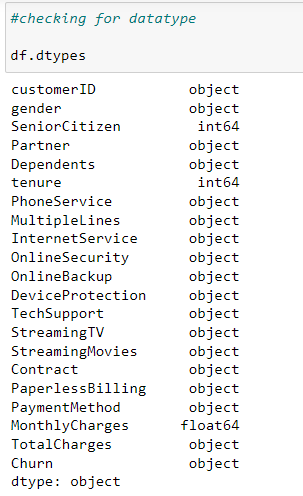 #checking for datatype
df.dtypes
customerID object
gender object
SeniorCitizen int64
Partner object
Dependents object
tenure int64
PhoneService object
MultipleLines object
InternetService object
OnlineSecurity object
OnlineBackup object
DeviceProtection object
TechSupport object
StreamingTV object
StreamingMovies object
Contract object
PaperlessBilling object
PaymentMethod object
MonthlyCharges float64
TotalCharges object
Churn object
dtype: object